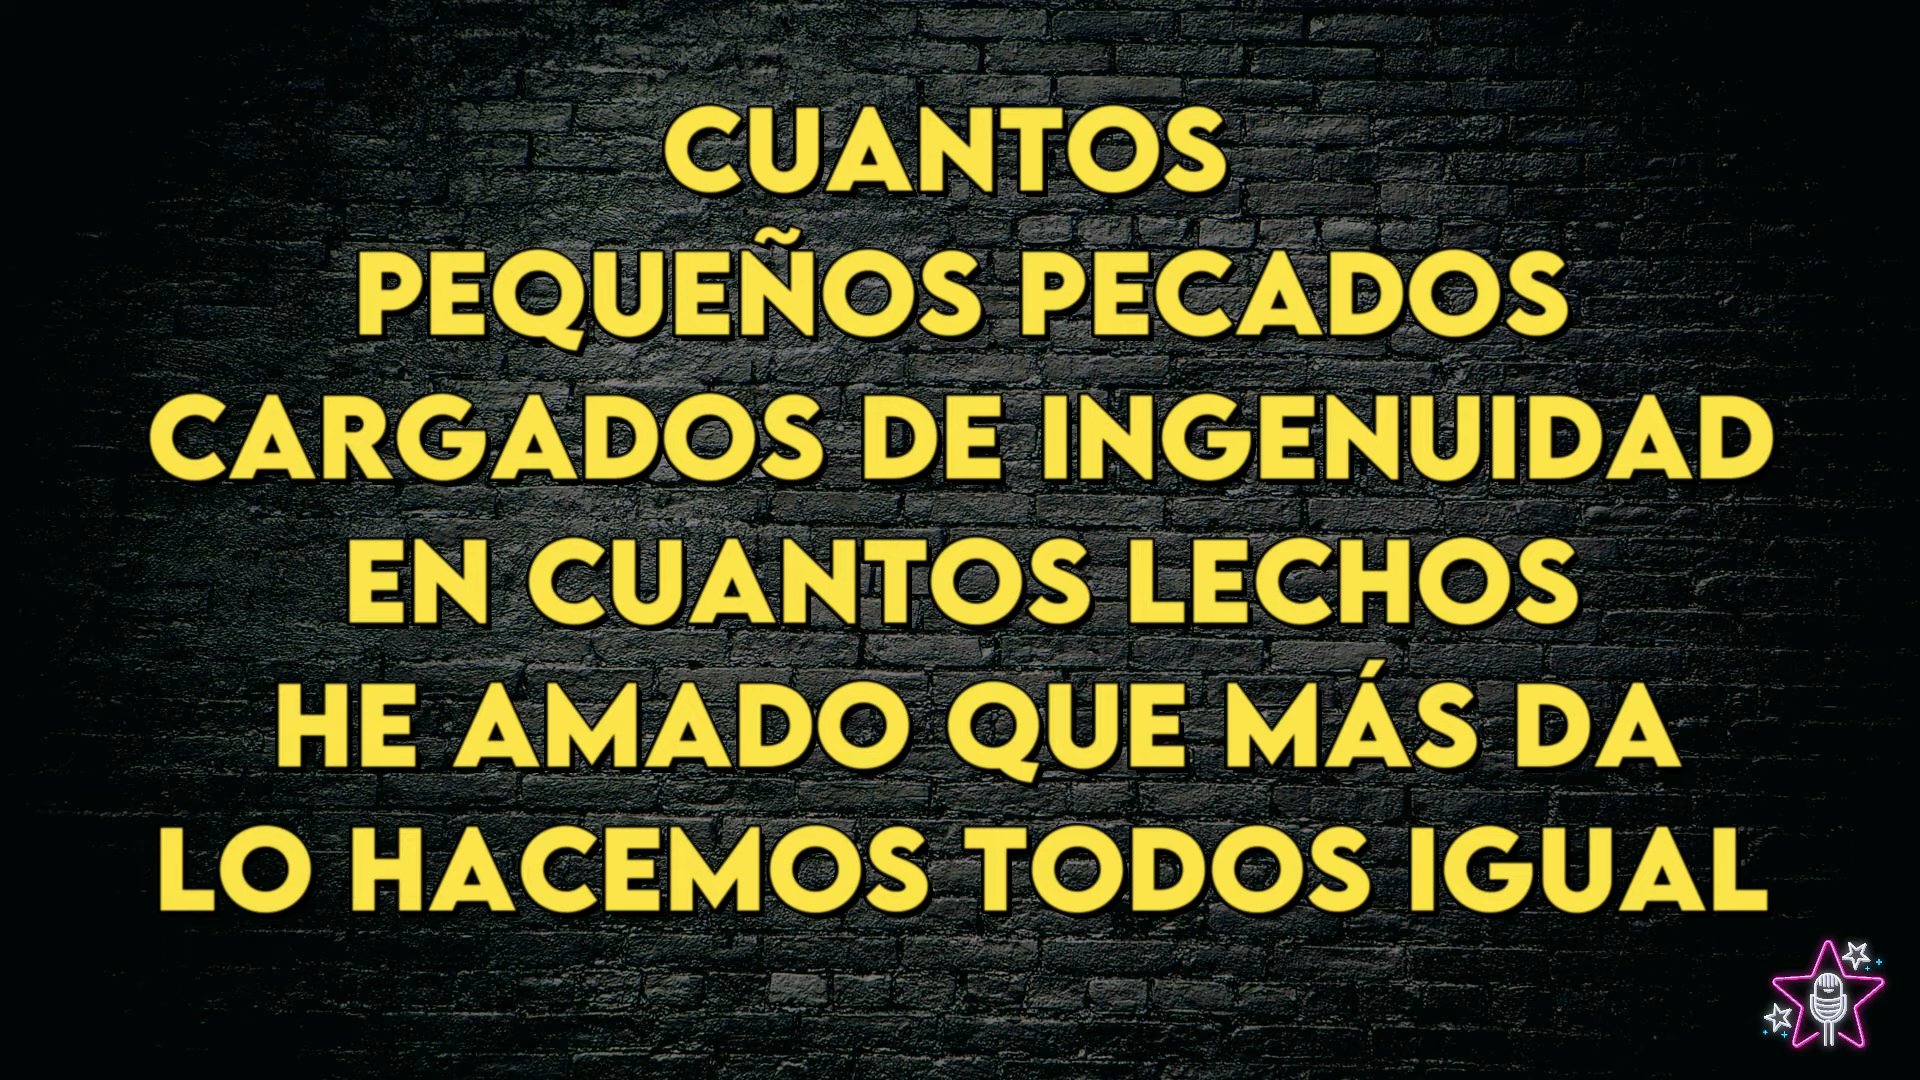 CUANTOS
PEQUEÑOS PECADOS
CARGADOS DE INGENUIDAD
EN CUANTOS LECHOS
HE AMADO QUE MÁS DA
LO HACEMOS TODOS IGUAL